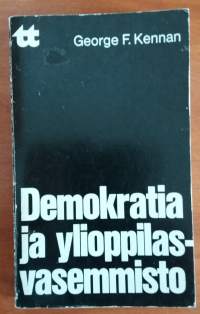 tt
George F. Kennan
Demokratia
ja ylioppilas-
vasemmisto